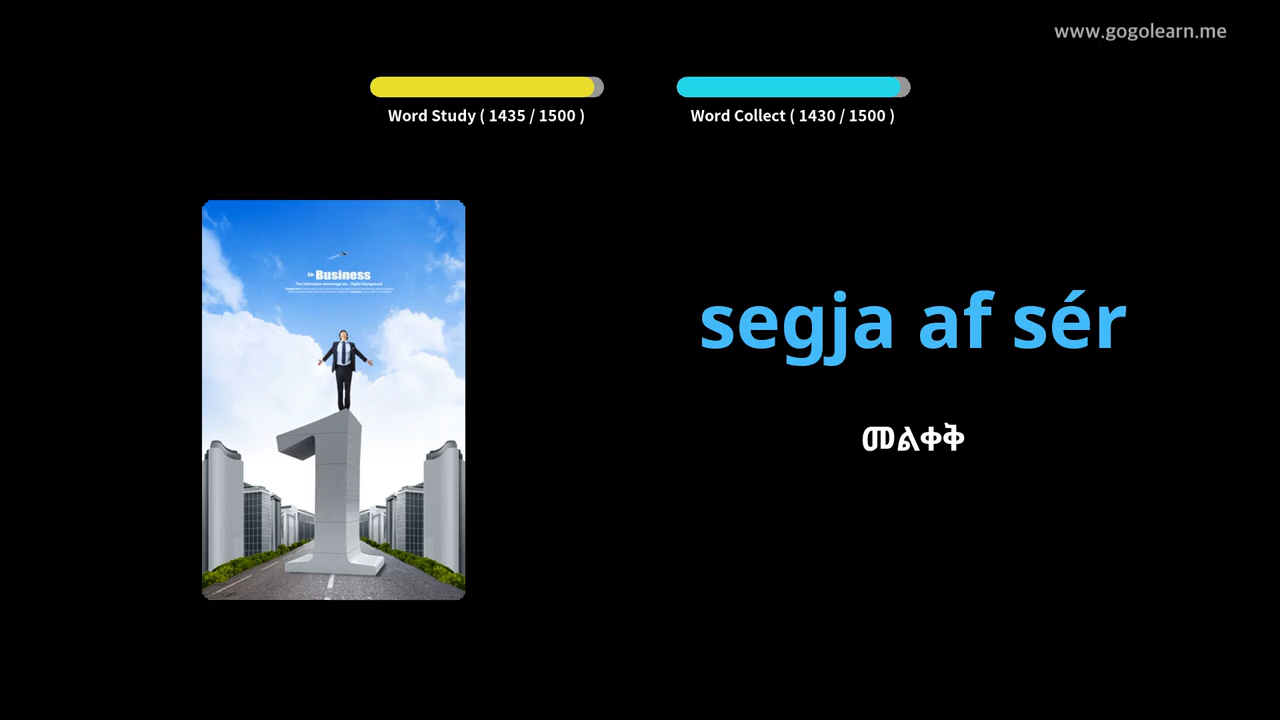 www.gogolearn.me
Word Study ( 1435 / 1500 )
Word Collect ( 1430 / 1500 )
Business
segja af sér
መልቀቅ